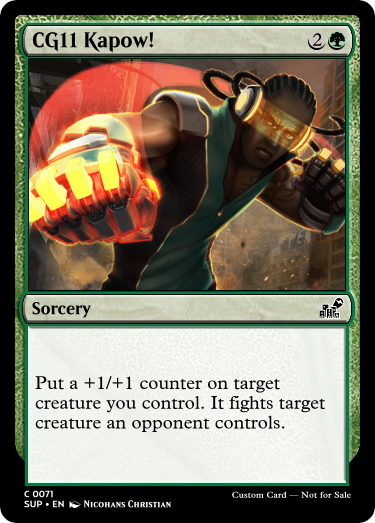 CG11 Kapow! 2
Sorcery
Put a +1/+1 counter on target
creature you control. It fights target
creature an opponent controls.
C 0071
SUP • EN Nicohans Christian
Custom Card — Not for Sale